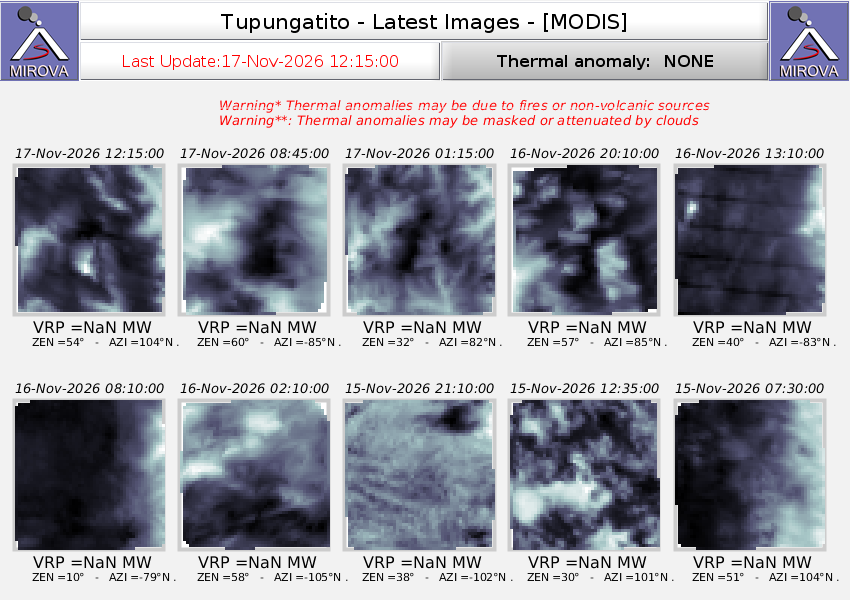 Tupungatito - Latest Images - [MODIS]
MIROVA
Last Update:17-Nov-2026 12:15:00
Thermal anomaly: NONE
MIROVA
Warning* Thermal anomalies may be due to fires or non-volcanic sources
Warning**: Thermal anomalies may be masked or attenuated by clouds
17-Nov-2026 12:15:00 17-Nov-2026 08:45:00 17-Nov-2026 01:15:00 16-Nov-2026 20:10:00 16-Nov-2026 13:10:00
VRP =NaN MW VRP =NaN MW VRP =NaN MW VRP =NaN MW VRP =NaN MW
ZEN =54° - AZI =104°N . ZEN =60° - AZI =-85°N . ZEN =32° - AZI =82°N . ZEN =57° - AZI =85°N . ZEN =40° - AZI =-83°N .
16-Nov-2026 08:10:00 16-Nov-2026 02:10:00 15-Nov-2026 21:10:00 15-Nov-2026 12:35:00 15-Nov-2026 07:30:00
VRP =NaN MW VRP =NaN MW VRP =NaN MW VRP =NaN MW VRP =NaN MW
ZEN =10° - AZI =-79°N . ZEN =58° - AZI =-105°N . ZEN =38° - AZI =-102°N . ZEN =30° - AZI =101°N . ZEN =51° - AZI =104°N .